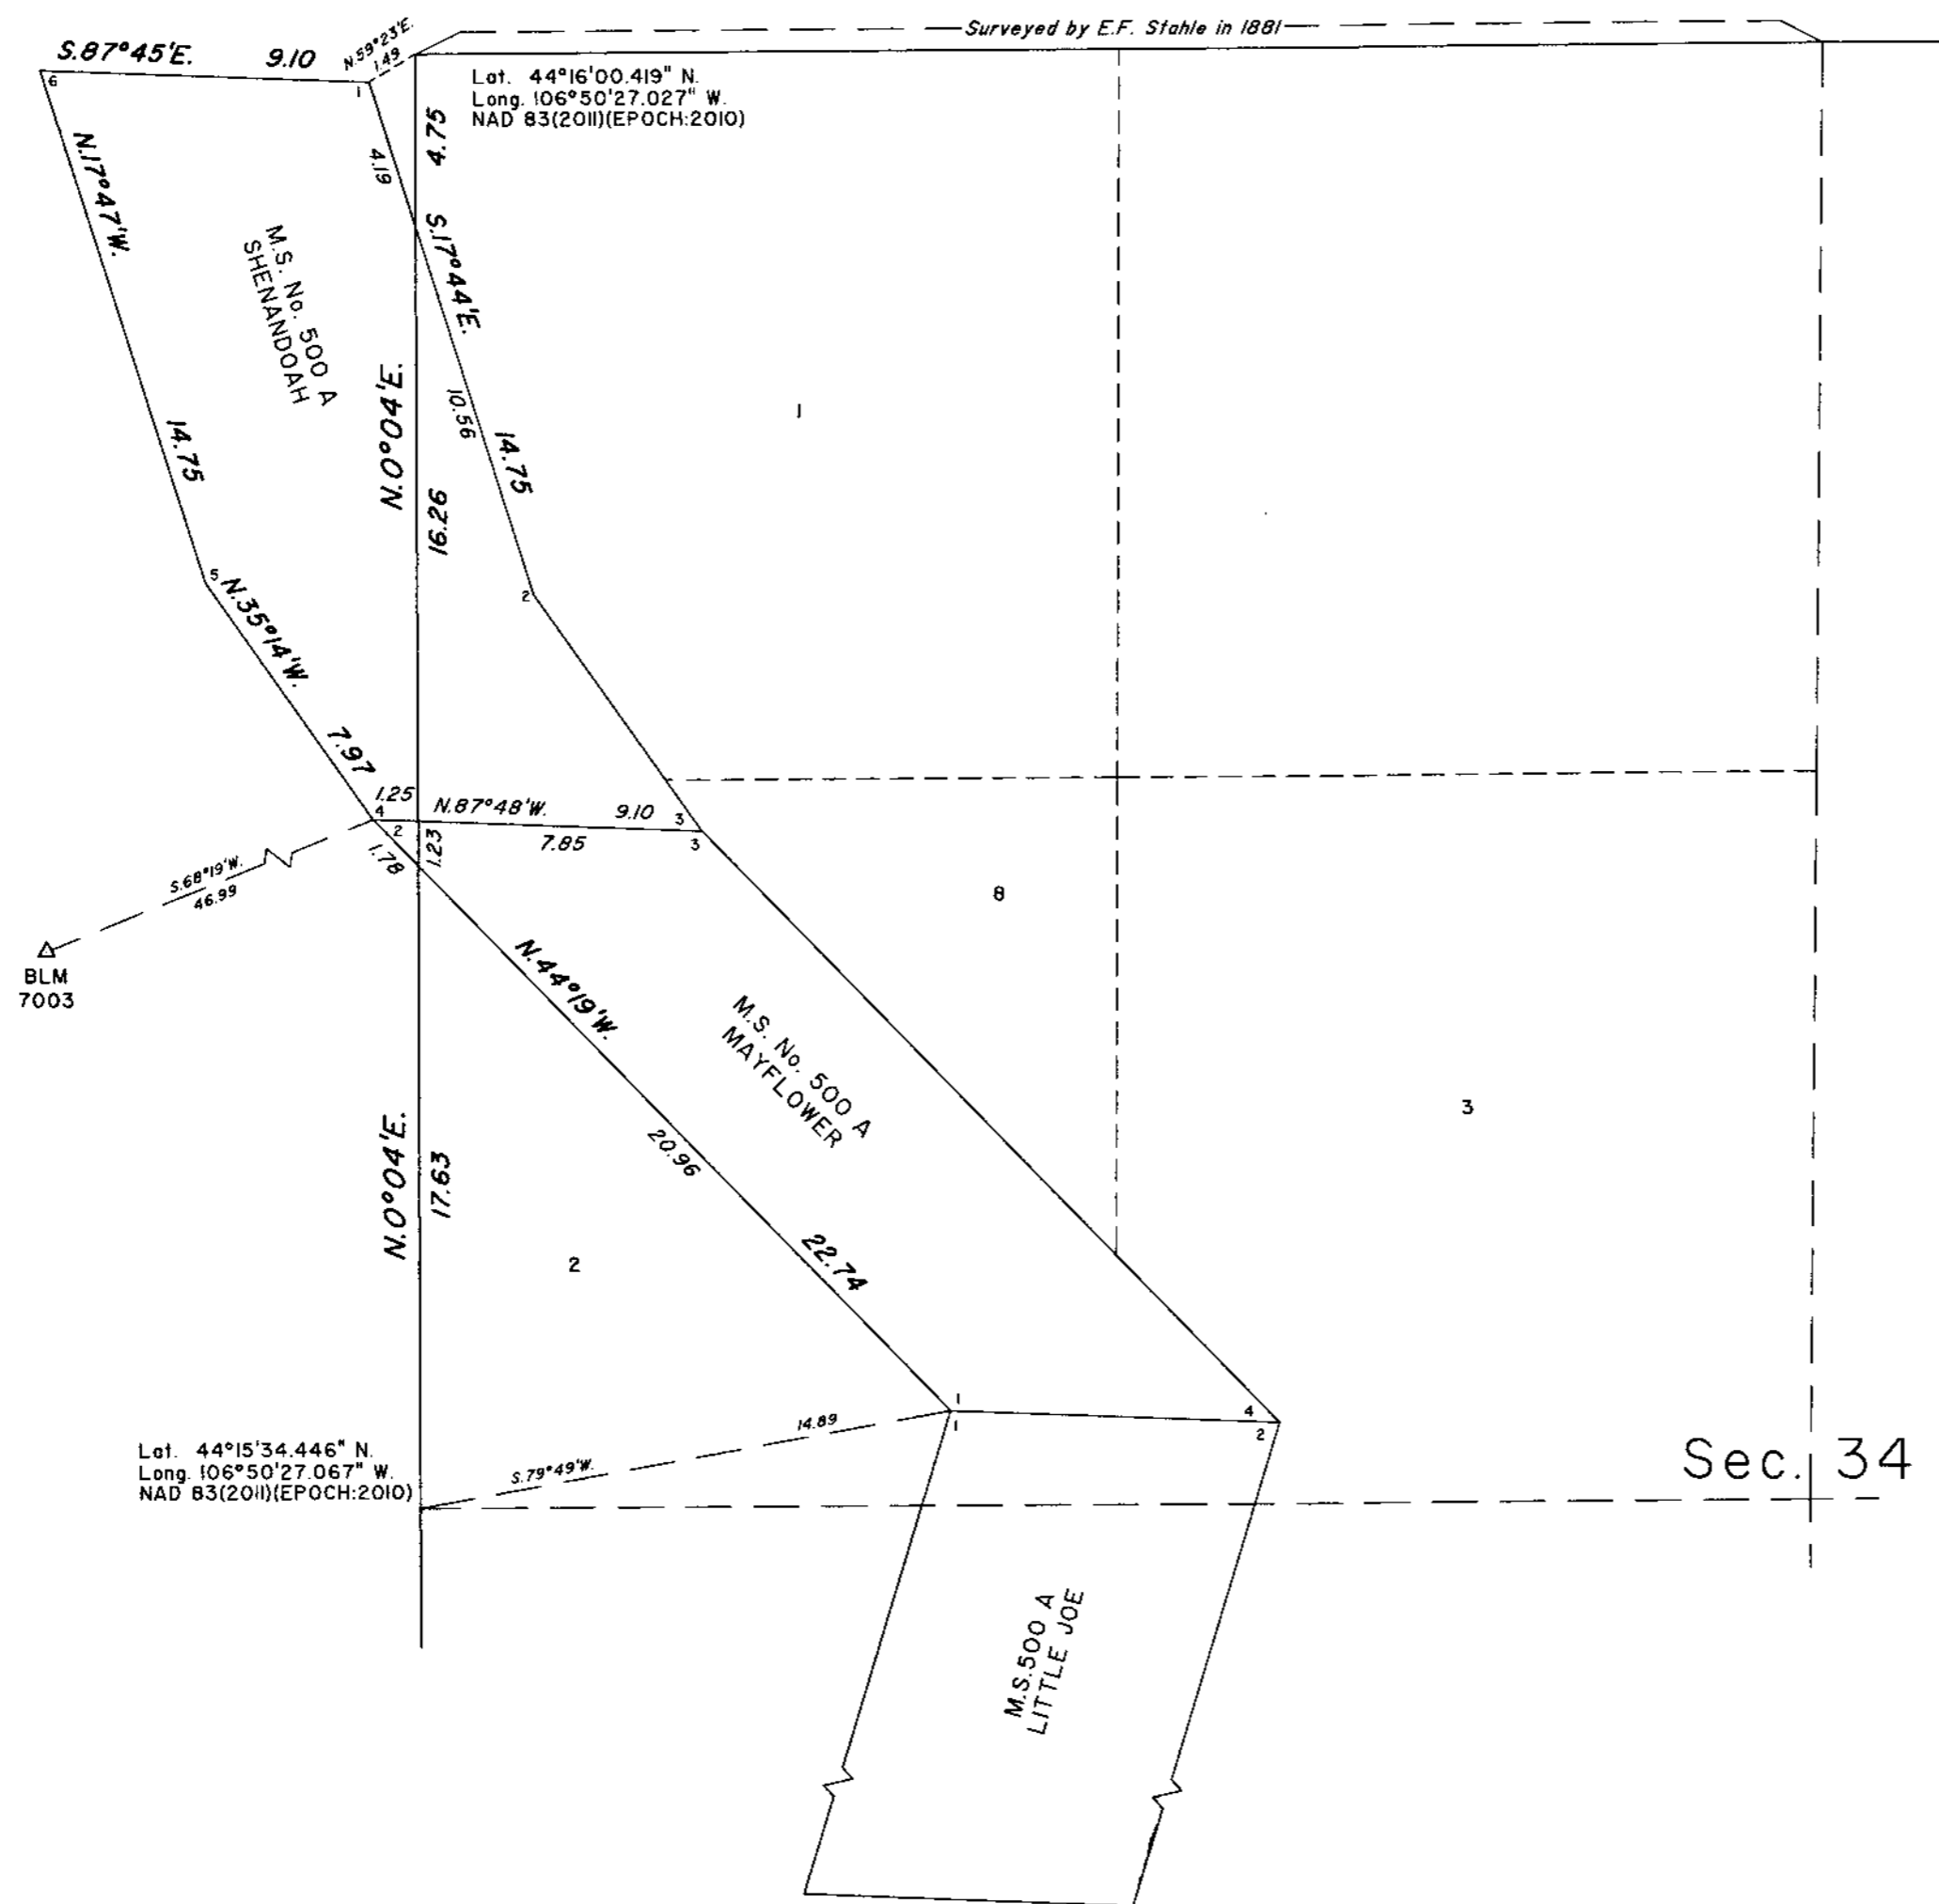 Surveyed by E.F. Stahle in 1881
S.87°45'E. 9.10
N.59°23'E.
1.49
6
1
Lat. 44°16'00.419" N.
Long. 106°50'27.027" W.
NAD 83(2011)(EPOCH:2010)
4.75
4.19
N.17°47'W.
S.17°44'E.
M.S. No. 500 A
SHENANDOAH
N.0°04'E.
10.56
14.75
1
14.75
16.26
5
2
N.35°14'W.
7.97
1.25
4
N.87°48'W.
9.10
3
2
1.23
7.85
3
1.78
S.68°19'W.
46.99
8
BLM
7003
N.44°19'W.
M.S. No. 500 A
MAYFLOWER
3
N.0°04'E.
17.63
20.96
22.74
2
1
4
14.89
1
2
Lat. 44°15'34.446" N.
Long. 106°50'27.067" W.
NAD 83(2011)(EPOCH:2010)
S.79°49'W.
Sec. 34
M.S.500 A
LITTLE JOE